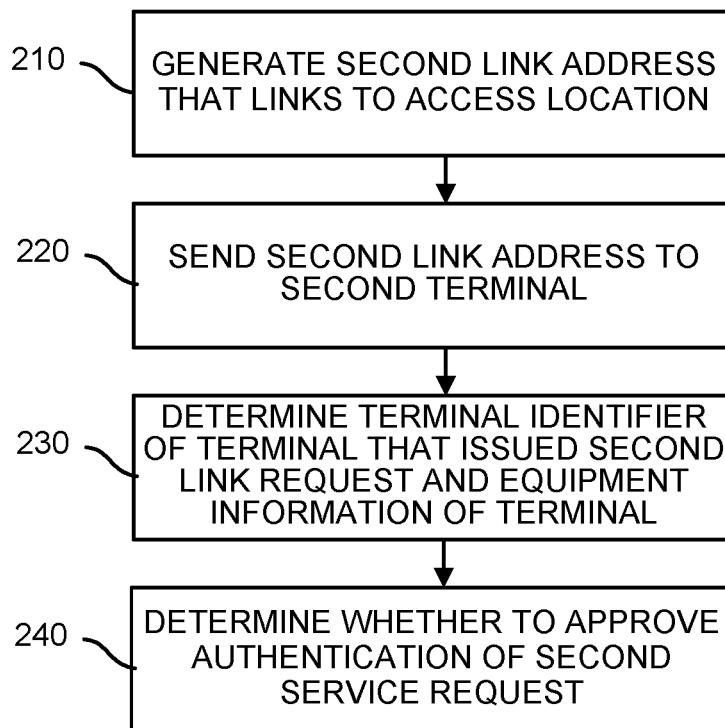 210
GENERATE SECOND LINK ADDRESS
THAT LINKS TO ACCESS LOCATION
220
SEND SECOND LINK ADDRESS TO
SECOND TERMINAL
230
DETERMINE TERMINAL IDENTIFIER
OF TERMINAL THAT ISSUED SECOND
LINK REQUEST AND EQUIPMENT
INFORMATION OF TERMINAL
240
DETERMINE WHETHER TO APPROVE
AUTHENTICATION OF SECOND
SERVICE REQUEST